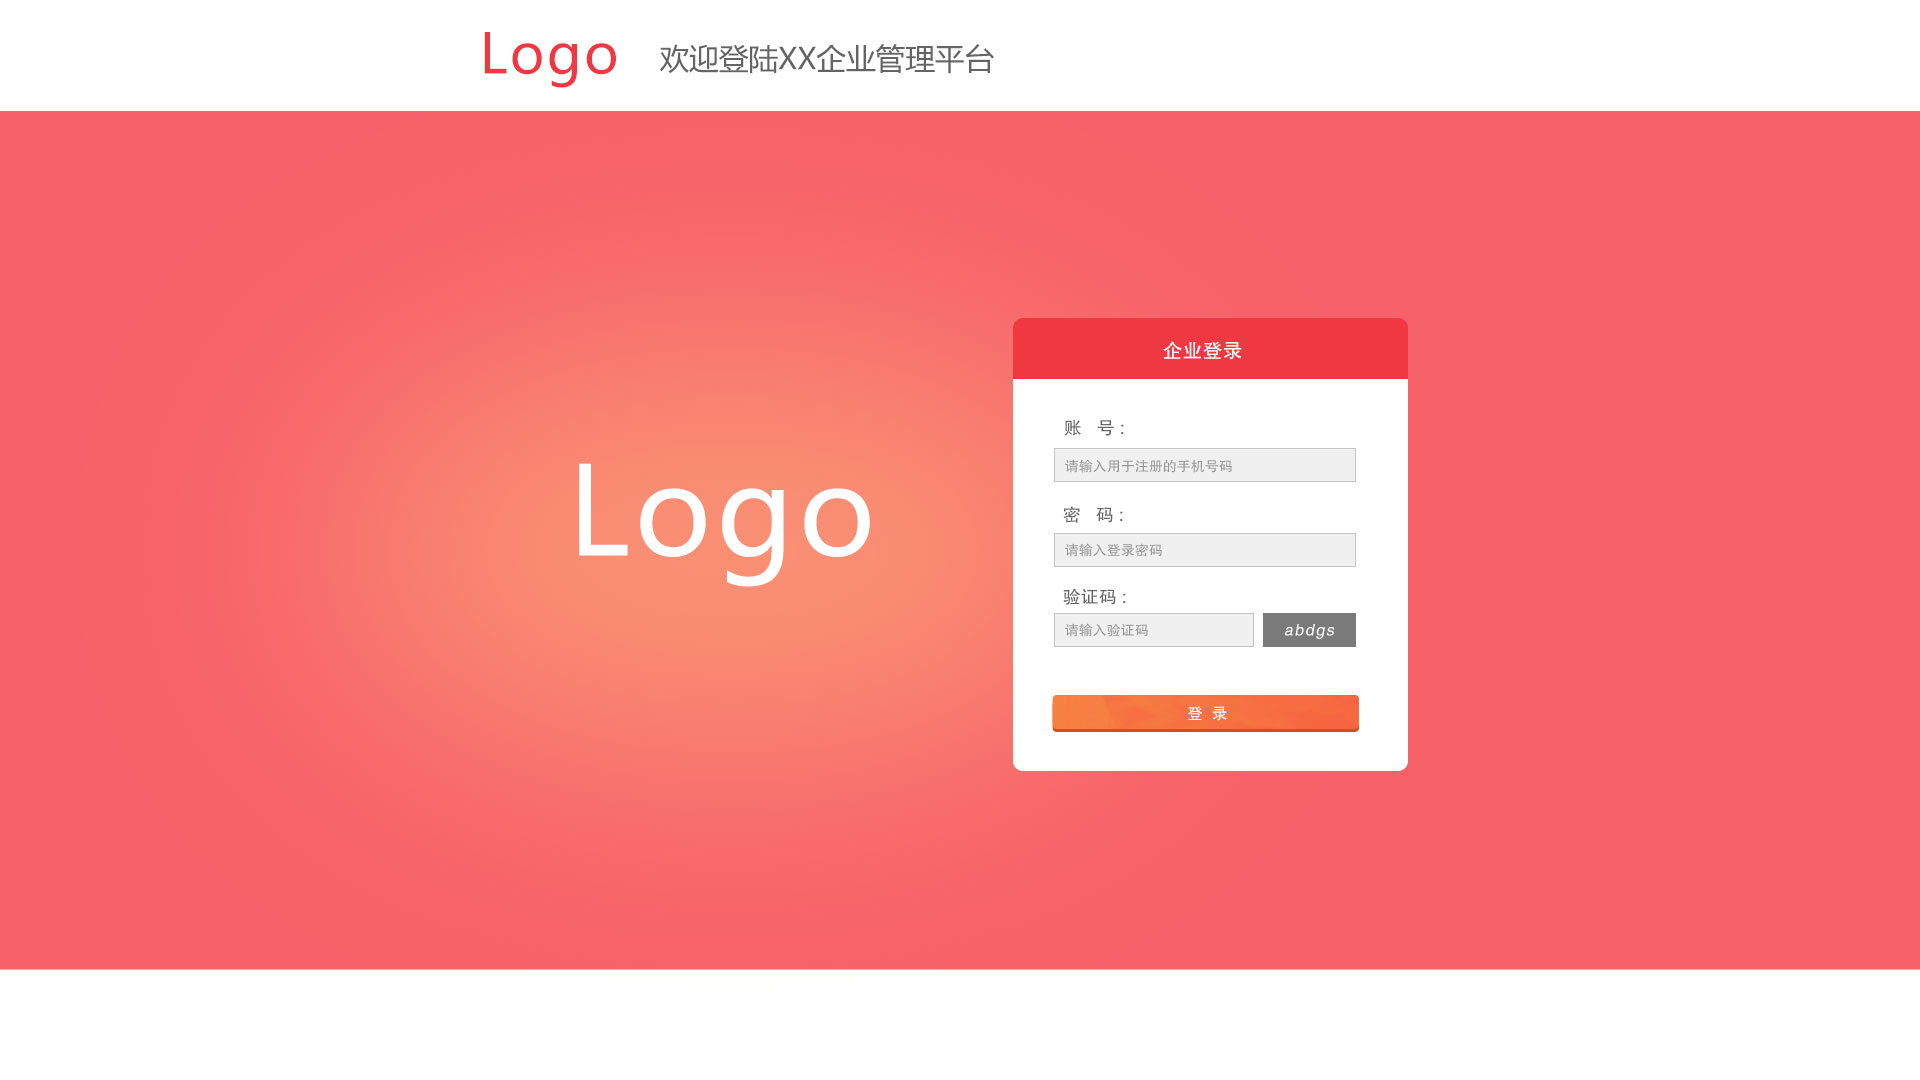 Logo 欢迎登陆XX企业管理平台
Logo
企业登录
账 号：
请输入用于注册的手机号码
密 码：
请输入登录密码
验证码：
请输入验证码 abdgs
登 录